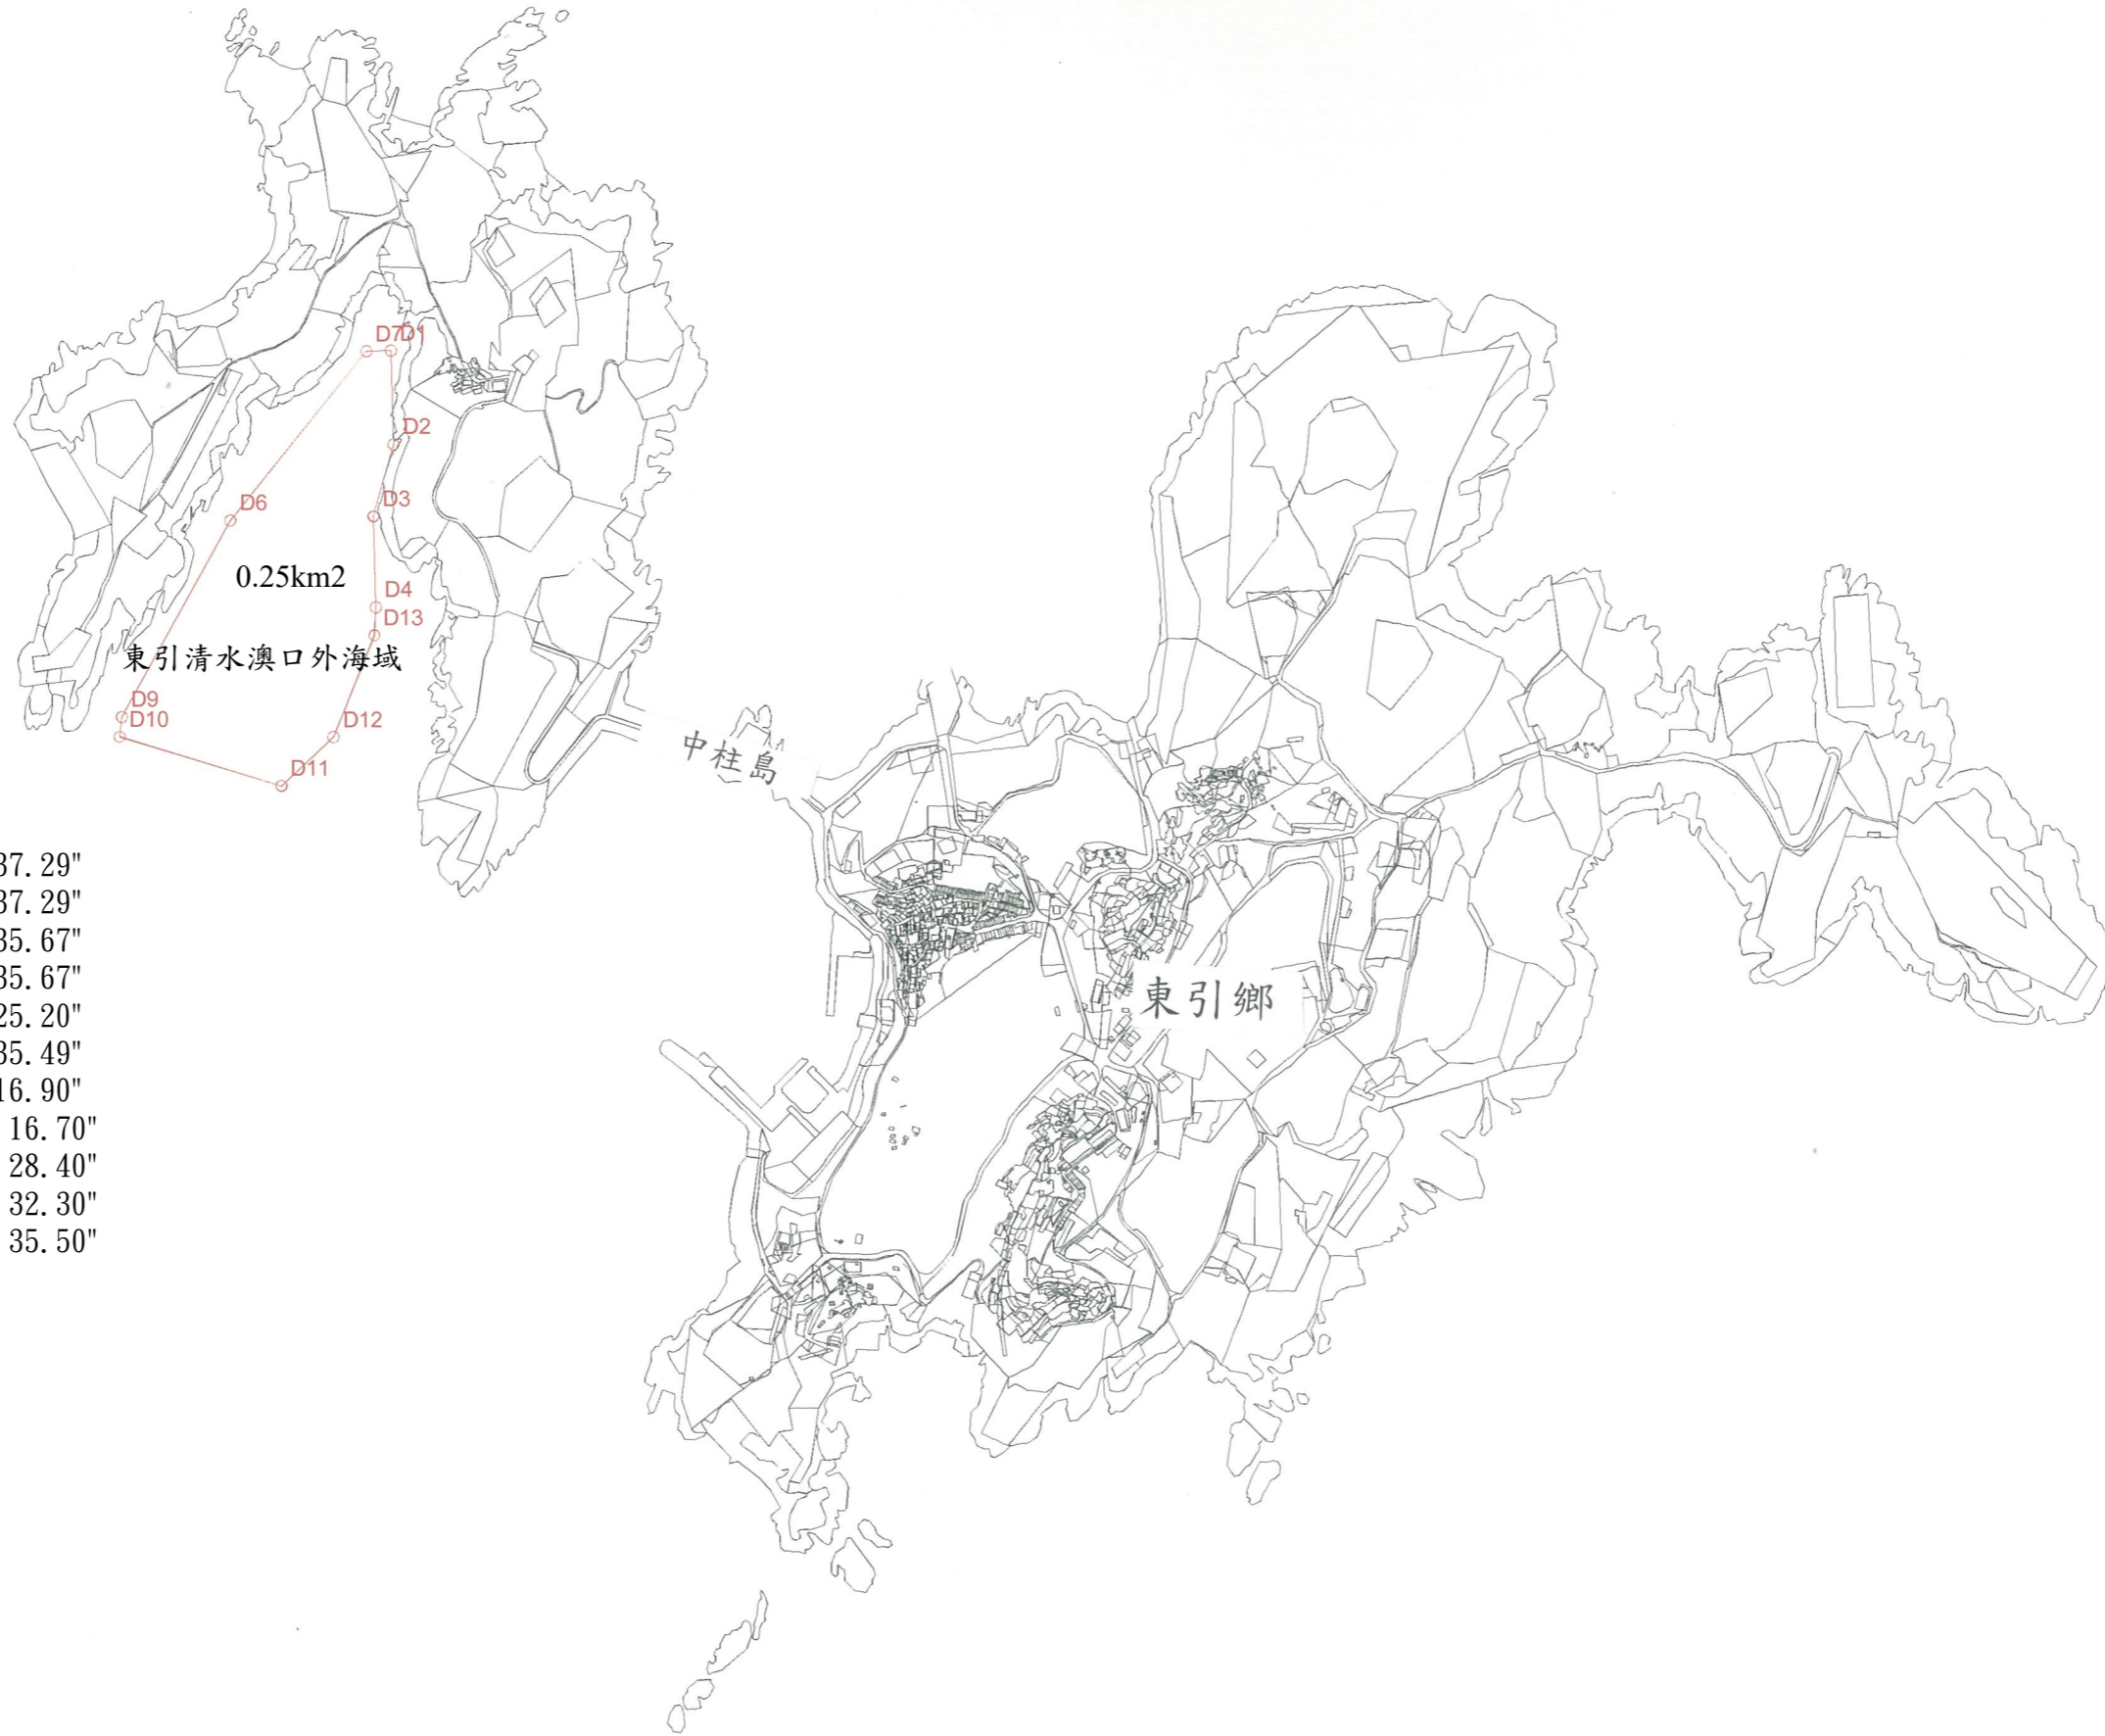 D7
D1
D2
D6
D3
0.25km2
D4
D13
東引清水澳口外海域
D9
D10
D12
D11
中柱島
東引鄉
37.29"
37.29"
35.67"
35.67"
25.20"
35.49"
16.90"
16.70"
28.40"
32.30"
35.50"